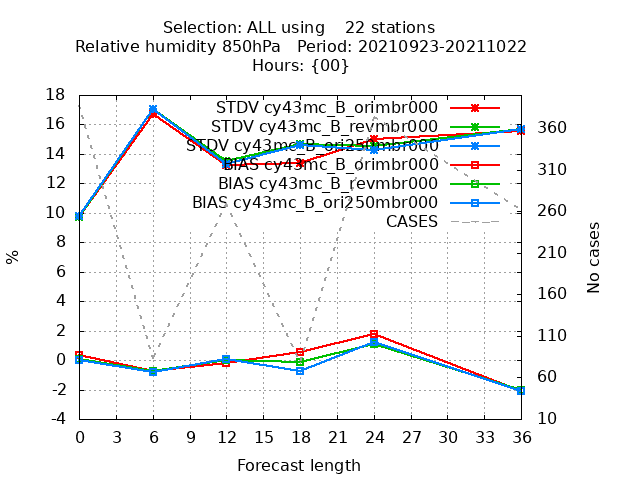 Selection: ALL using    22 stations
Relative humidity 850hPa   Period: 20210923-20211022
Hours: {00}
STDV cy43mc_B_orimbr000
STDV cy43mc_B_revmbr000
STDV cy43mc_B_ori250mbr000
BIAS cy43mc_B_orimbr000
BIAS cy43mc_B_revmbr000
BIAS cy43mc_B_ori250mbr000
CASES
%
18
16
14
12
10
8
6
4
2
0
-2
-4
360
310
260
210
160
110
60
10
No cases
0 3 6 9 12 15 18 21 24 27 30 33 36
Forecast length